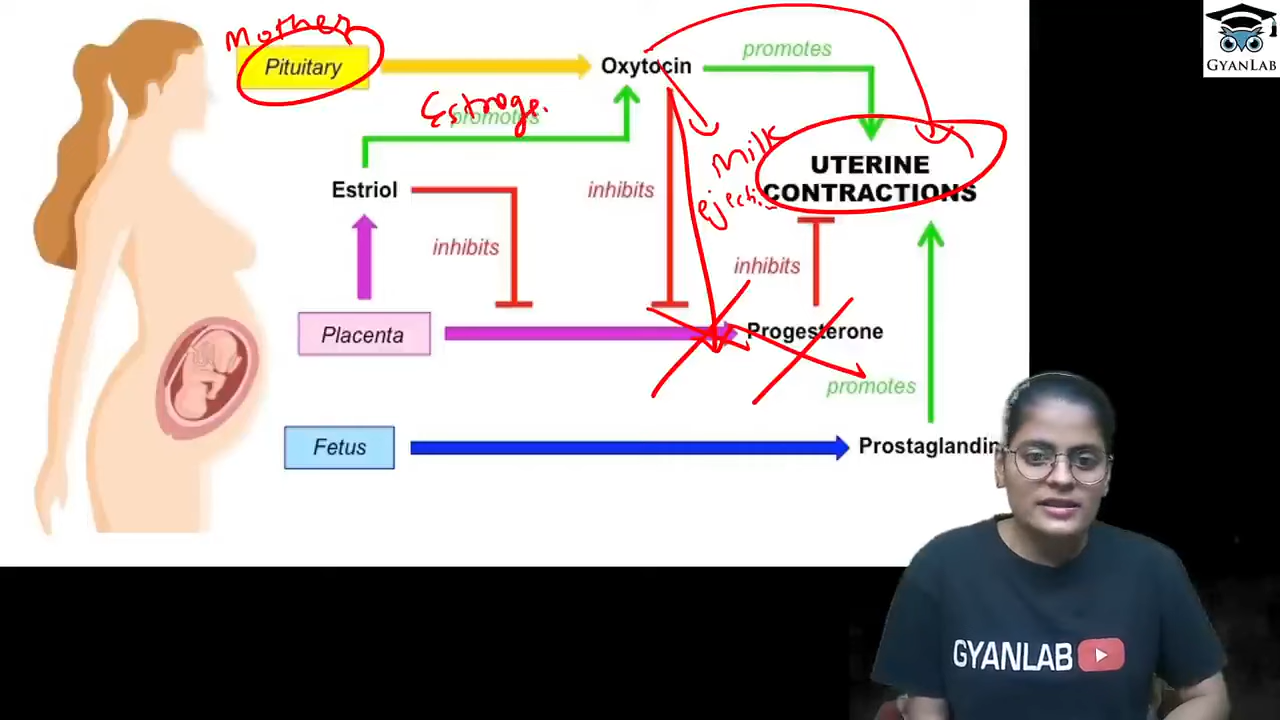 Mother
Pituitary
Oxytocin
promotes
GYANLAB
Estroge.
promotes
Milk
ejecti
UTERINE
CONTRACTIONS
Estriol
inhibits
inhibits
inhibits
Placenta
Progesterone
promotes
Fetus
Prostaglandin
GYANLAB